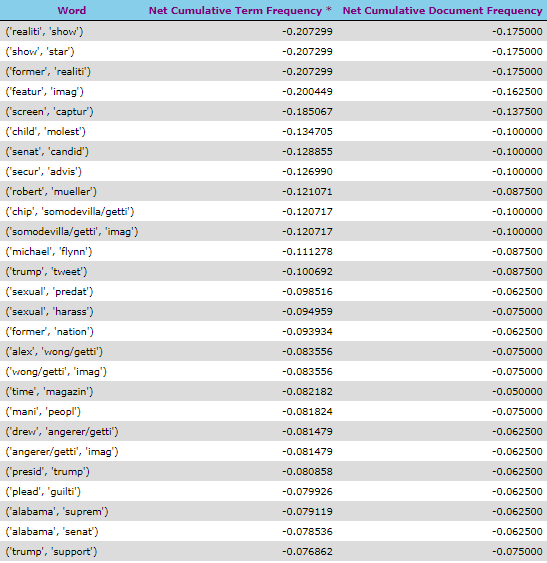 Word Net Cumulative Term Frequency * Net Cumulative Document Frequency
('realiti', 'show') -0.207299 -0.175000
('show', 'star') -0.207299 -0.175000
('former', 'realiti') -0.207299 -0.175000
('featur', 'imag') -0.200449 -0.162500
('screen', 'captur') -0.185067 -0.137500
('child', 'molest') -0.134705 -0.100000
('senat', 'candid') -0.128855 -0.100000
('secur', 'advis') -0.126990 -0.100000
('robert', 'mueller') -0.121071 -0.087500
('chip', 'somodevilla/getti') -0.120717 -0.100000
('somodevilla/getti', 'imag') -0.120717 -0.100000
('michael', 'flynn') -0.111278 -0.087500
('trump', 'tweet') -0.100692 -0.087500
('sexual', 'predat') -0.098516 -0.062500
('sexual', 'harass') -0.094959 -0.075000
('former', 'nation') -0.093934 -0.062500
('alex', 'wong/getti') -0.083556 -0.075000
('wong/getti', 'imag') -0.083556 -0.075000
('time', 'magazin') -0.082182 -0.050000
('mani', 'peopl') -0.081824 -0.075000
('drew', 'angerer/getti') -0.081479 -0.062500
('angerer/getti', 'imag') -0.081479 -0.062500
('presid', 'trump') -0.080858 -0.062500
('plead', 'guilti') -0.079926 -0.062500
('alabama', 'suprem') -0.079119 -0.062500
('alabama', 'senat') -0.078536 -0.062500
('trump', 'support') -0.076862 -0.075000